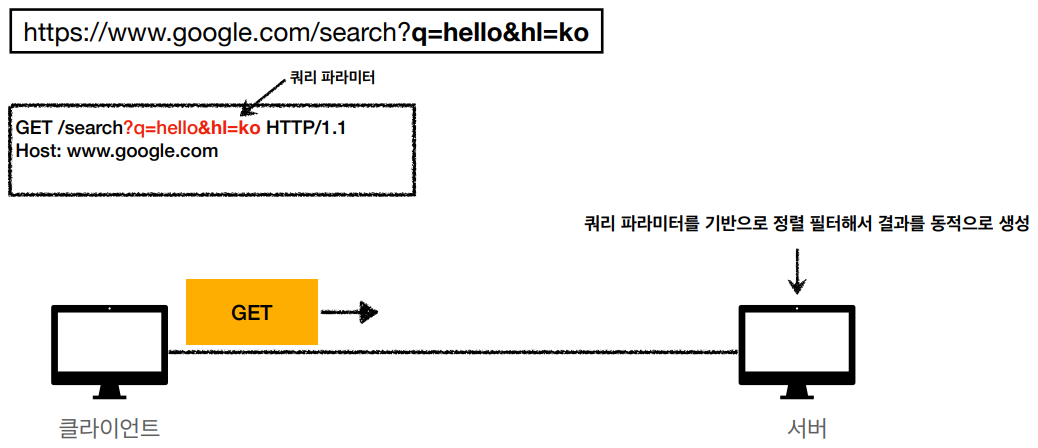 https://www.google.com/search?q=hello&hl=ko
쿼리 파라미터
GET /search?q=hello&hl=ko HTTP/1.1
Host: www.google.com
쿼리 파라미터를 기반으로 정렬 필터해서 결과를 동적으로 생성
GET
클라이언트
서버